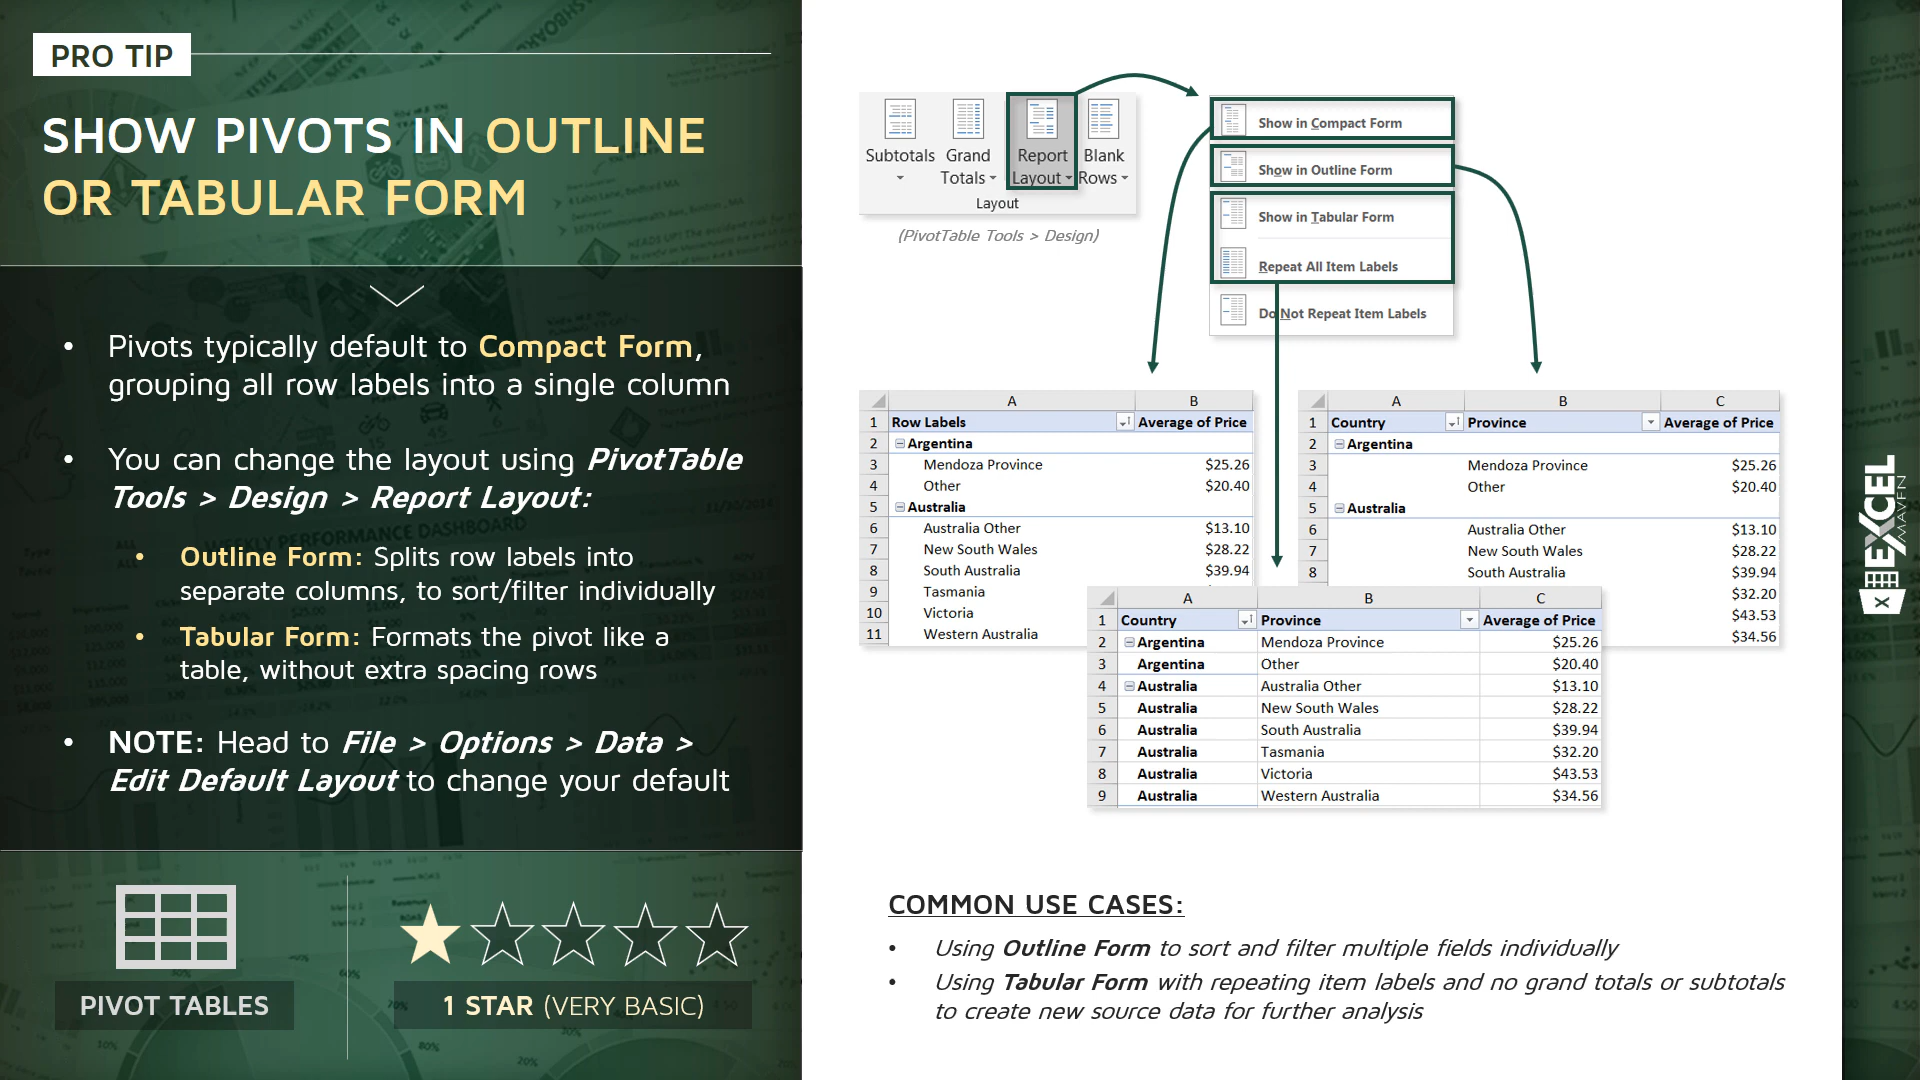 PRO TIP
SHOW PIVOTS IN OUTLINE
OR TABULAR FORM
• Pivots typically default to Compact Form,
grouping all row labels into a single column
• You can change the layout using PivotTable
Tools > Design > Report Layout:
• Outline Form: Splits row labels into
separate columns, to sort/filter individually
• Tabular Form: Formats the pivot like a
table, without extra spacing rows
• NOTE: Head to File > Options > Data >
Edit Default Layout to change your default
PIVOT TABLES
1 STAR (VERY BASIC)
Subtotals Grand Totals Report Layout Blank Rows
Layout
(PivotTable Tools > Design)
Show in Compact Form
Show in Outline Form
Show in Tabular Form
Repeat All Item Labels
Do Not Repeat Item Labels
A B
1 Row Labels Average of Price
2 Argentina
3 Mendoza Province $25.26
4 Other $20.40
5 Australia
6 Australia Other $13.10
7 New South Wales $28.22
8 South Australia $39.94
9 Tasmania
10 Victoria
11 Western Australia
A B C
1 Country Province Average of Price
2 Argentina
3 Mendoza Province $25.26
4 Other $20.40
5 Australia
6 Australia Other $13.10
7 New South Wales $28.22
8 South Australia $39.94
$32.20
$43.53
$34.56
A B C
1 Country Province Average of Price
2 Argentina Mendoza Province $25.26
3 Argentina Other $20.40
4 Australia Australia Other $13.10
5 Australia New South Wales $28.22
6 Australia South Australia $39.94
7 Australia Tasmania $32.20
8 Australia Victoria $43.53
9 Australia Western Australia $34.56
COMMON USE CASES:
• Using Outline Form to sort and filter multiple fields individually
• Using Tabular Form with repeating item labels and no grand totals or subtotals
to create new source data for further analysis
X EXCEL
MAVEN